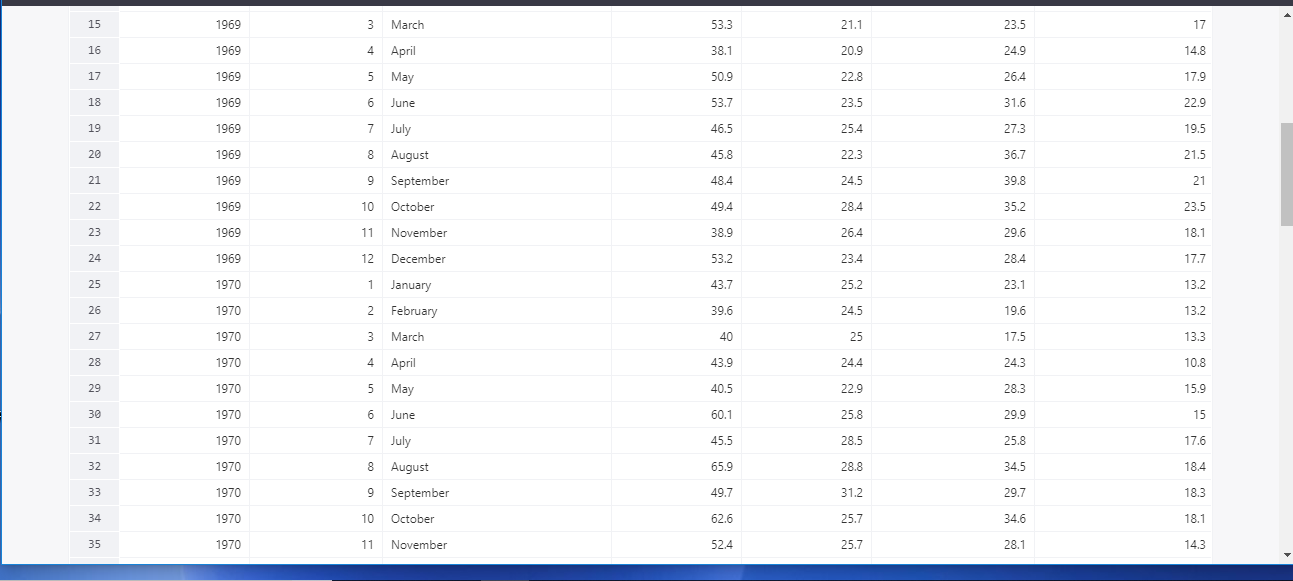 15 1969 3 March 53.3 21.1 23.5 17
16 1969 4 April 38.1 20.9 24.9 14.8
17 1969 5 May 50.9 22.8 26.4 17.9
18 1969 6 June 53.7 23.5 31.6 22.9
19 1969 7 July 46.5 25.4 27.3 19.5
20 1969 8 August 45.8 22.3 36.7 21.5
21 1969 9 September 48.4 24.5 39.8 21
22 1969 10 October 49.4 28.4 35.2 23.5
23 1969 11 November 38.9 26.4 29.6 18.1
24 1969 12 December 53.2 23.4 28.4 17.7
25 1970 1 January 43.7 25.2 23.1 13.2
26 1970 2 February 39.6 24.5 19.6 13.2
27 1970 3 March 40 25 17.5 13.3
28 1970 4 April 43.9 24.4 24.3 10.8
29 1970 5 May 40.5 22.9 28.3 15.9
30 1970 6 June 60.1 25.8 29.9 15
31 1970 7 July 45.5 28.5 25.8 17.6
32 1970 8 August 65.9 28.8 34.5 18.4
33 1970 9 September 49.7 31.2 29.7 18.3
34 1970 10 October 62.6 25.7 34.6 18.1
35 1970 11 November 52.4 25.7 28.1 14.3